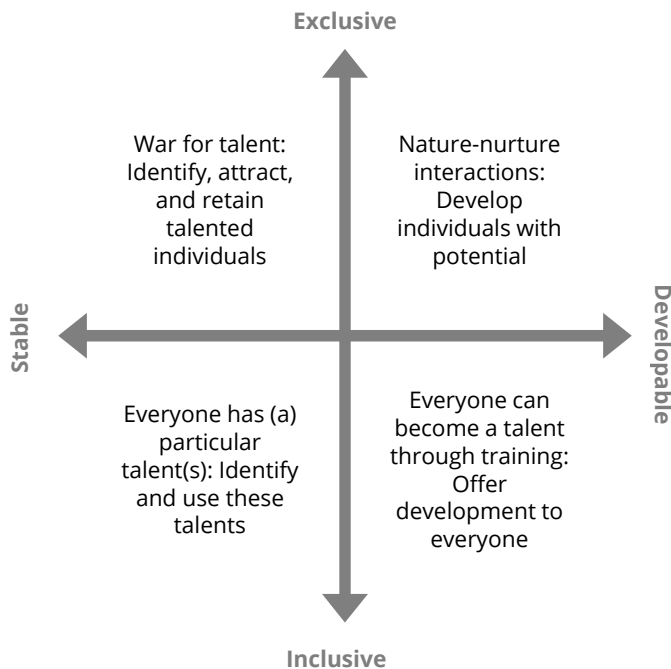 Exclusive
War for talent:
Identify, attract,
and retain
talented
individuals
Nature-nurture
interactions:
Develop
individuals with
potential
Stable
Developable
Everyone has (a)
particular
talent(s): Identify
and use these
talents
Everyone can
become a talent
through training:
Offer
development to
everyone
Inclusive